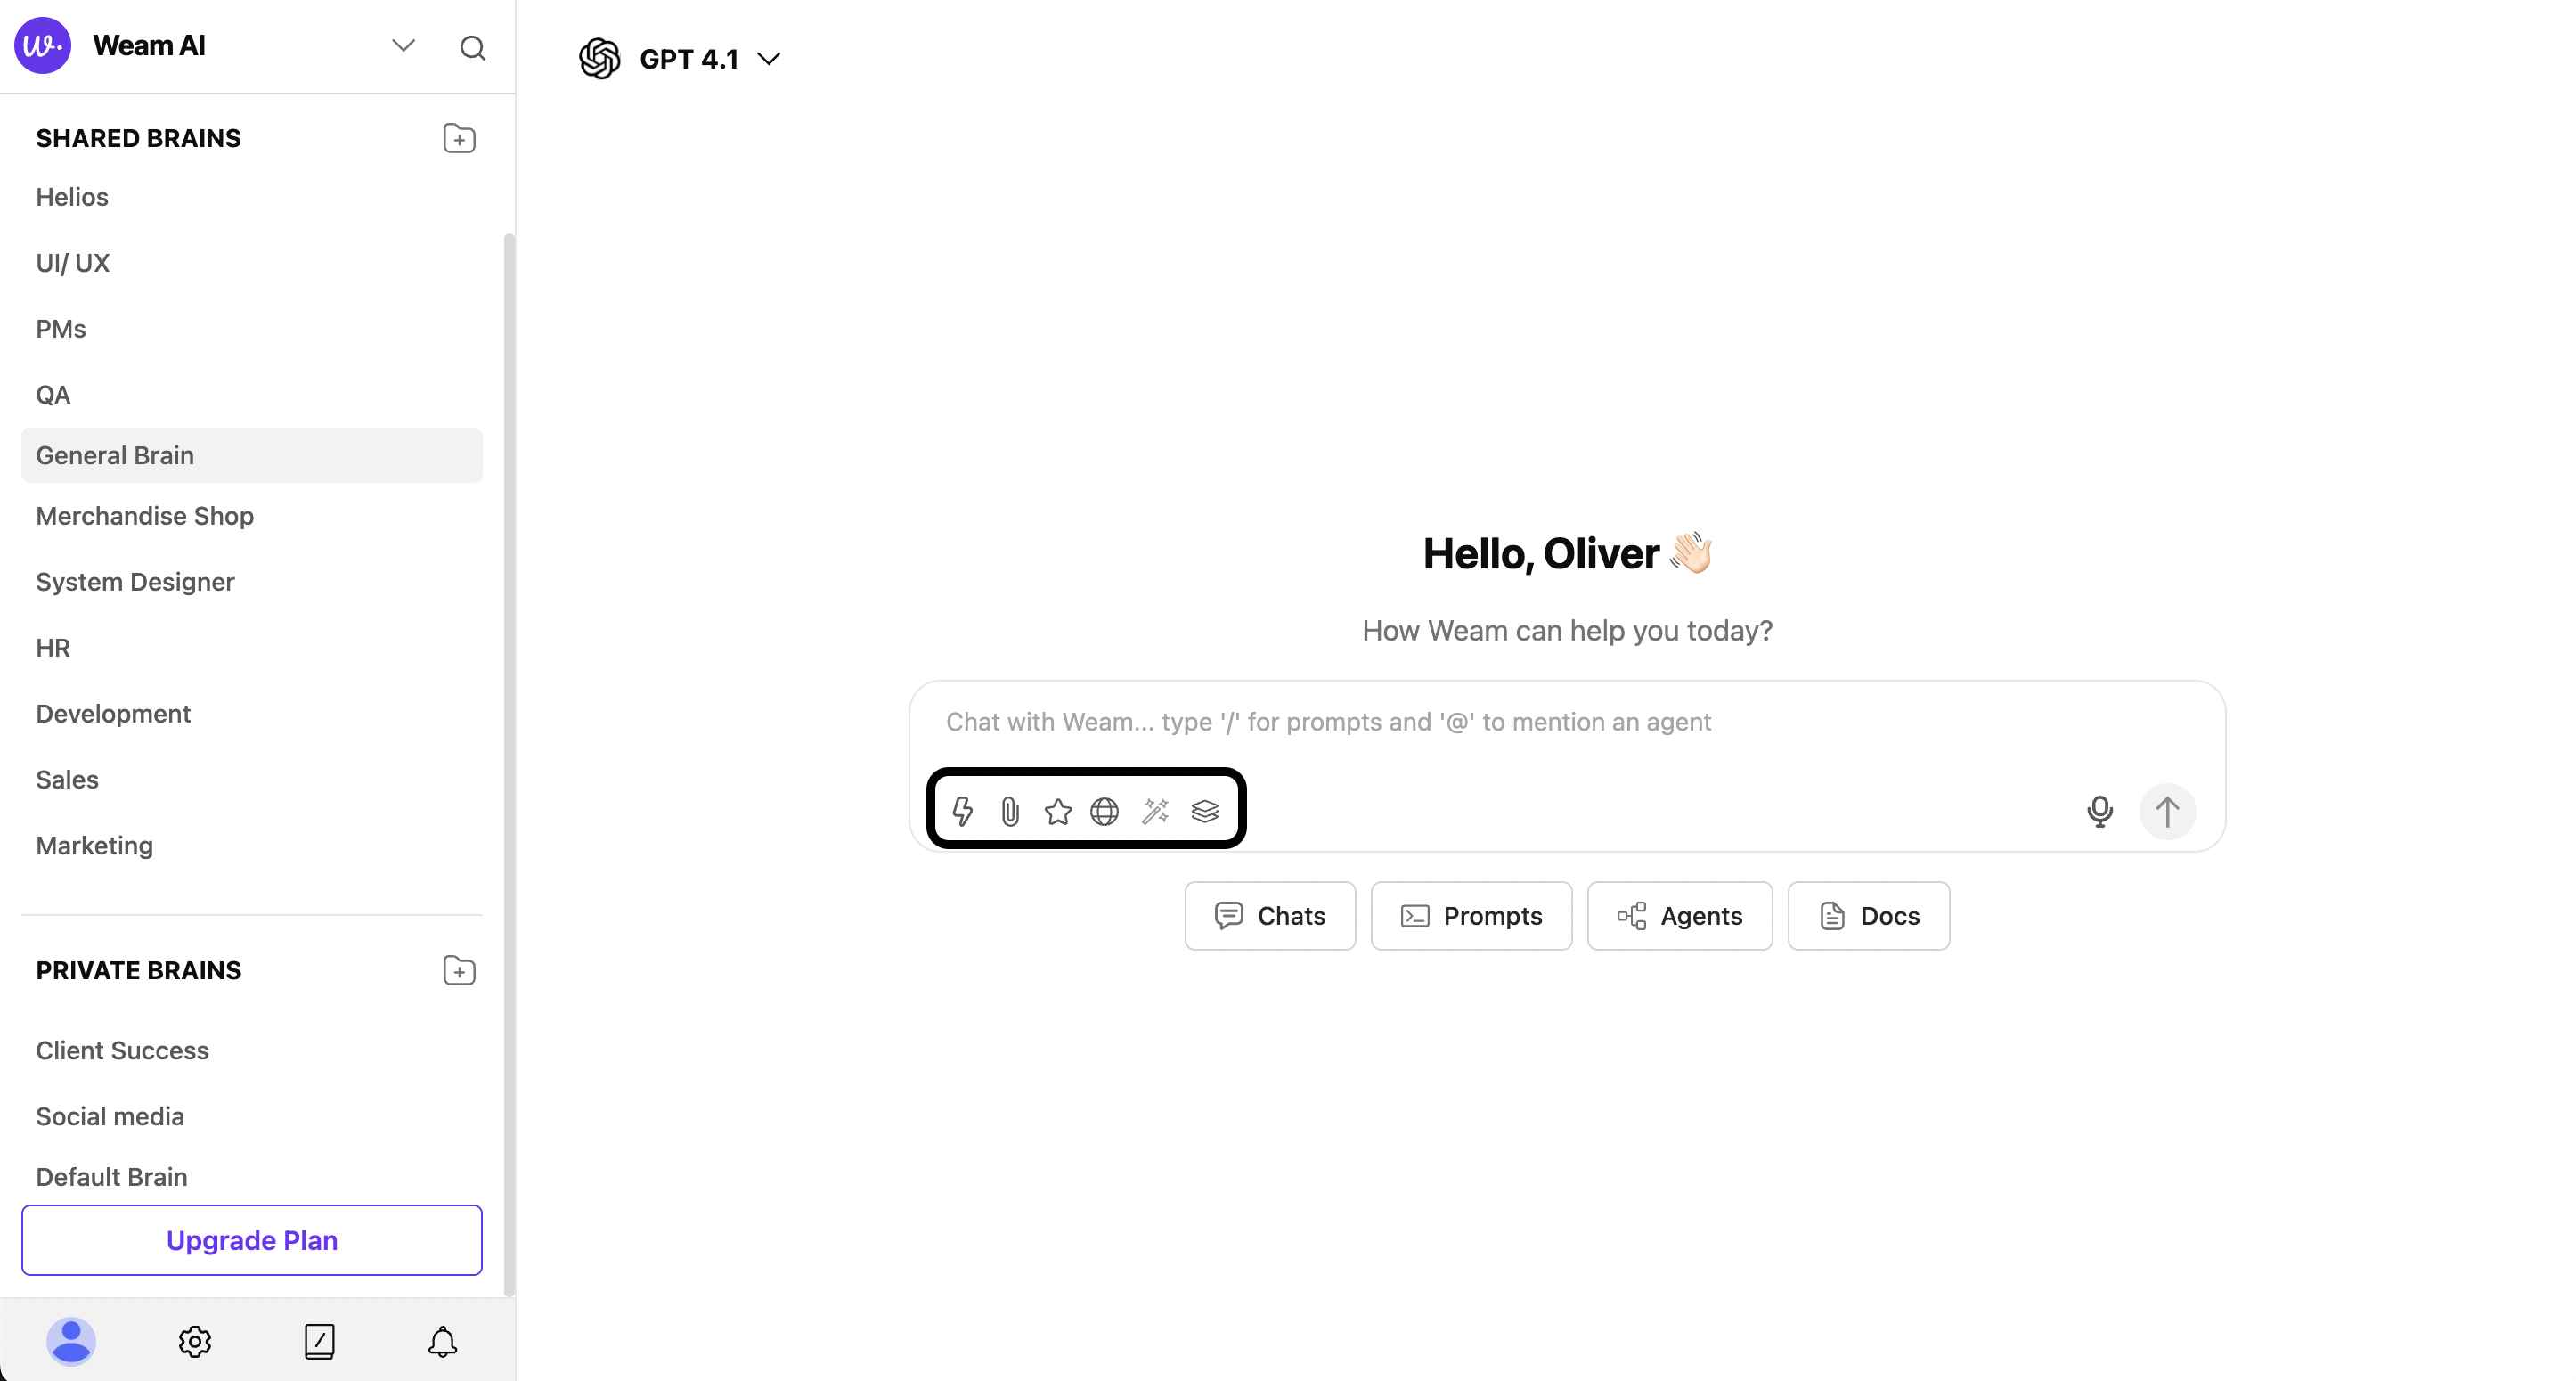 w.
Weam AI
SHARED BRAINS
Helios
UI/ UX
PMs
QA
General Brain
Merchandise Shop
System Designer
HR
Development
Sales
Marketing
PRIVATE BRAINS
Client Success
Social media
Default Brain
Upgrade Plan
GPT 4.1
Hello, Oliver 👋🏻
How Weam can help you today?
Chat with Weam... type '/' for prompts and '@' to mention an agent
Chats
Prompts
Agents
Docs